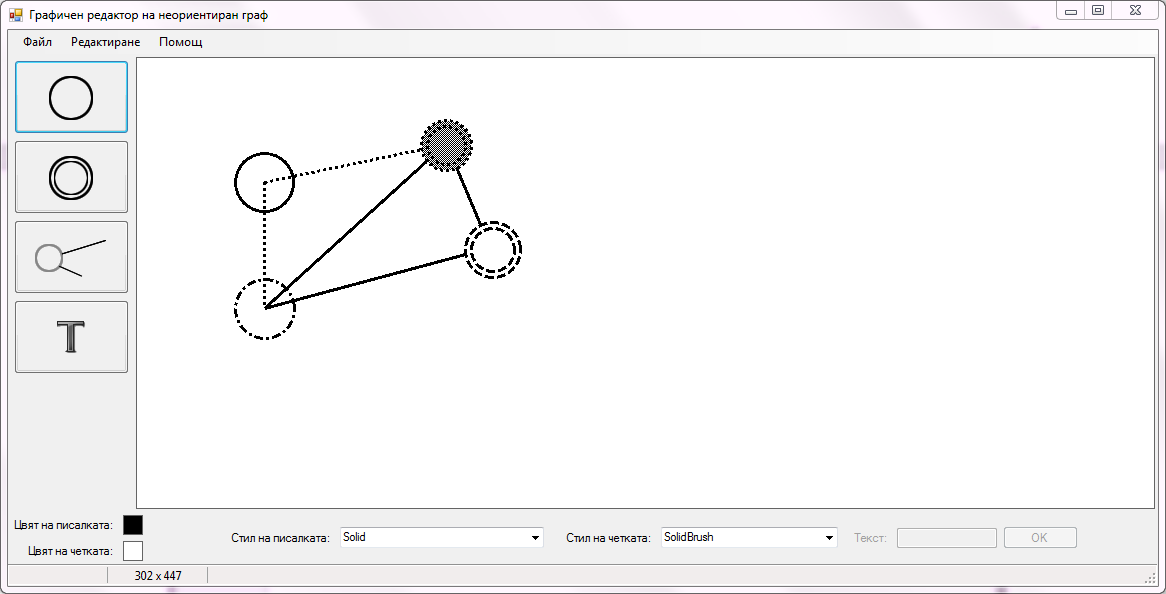 Графичен редактор на неориентиран граф
Файл Редактиране Помощ
T
Цвят на писалката:
Цвят на четката:
Стил на писалката: Solid Стил на четката: SolidBrush Текст: OK
302 x 447